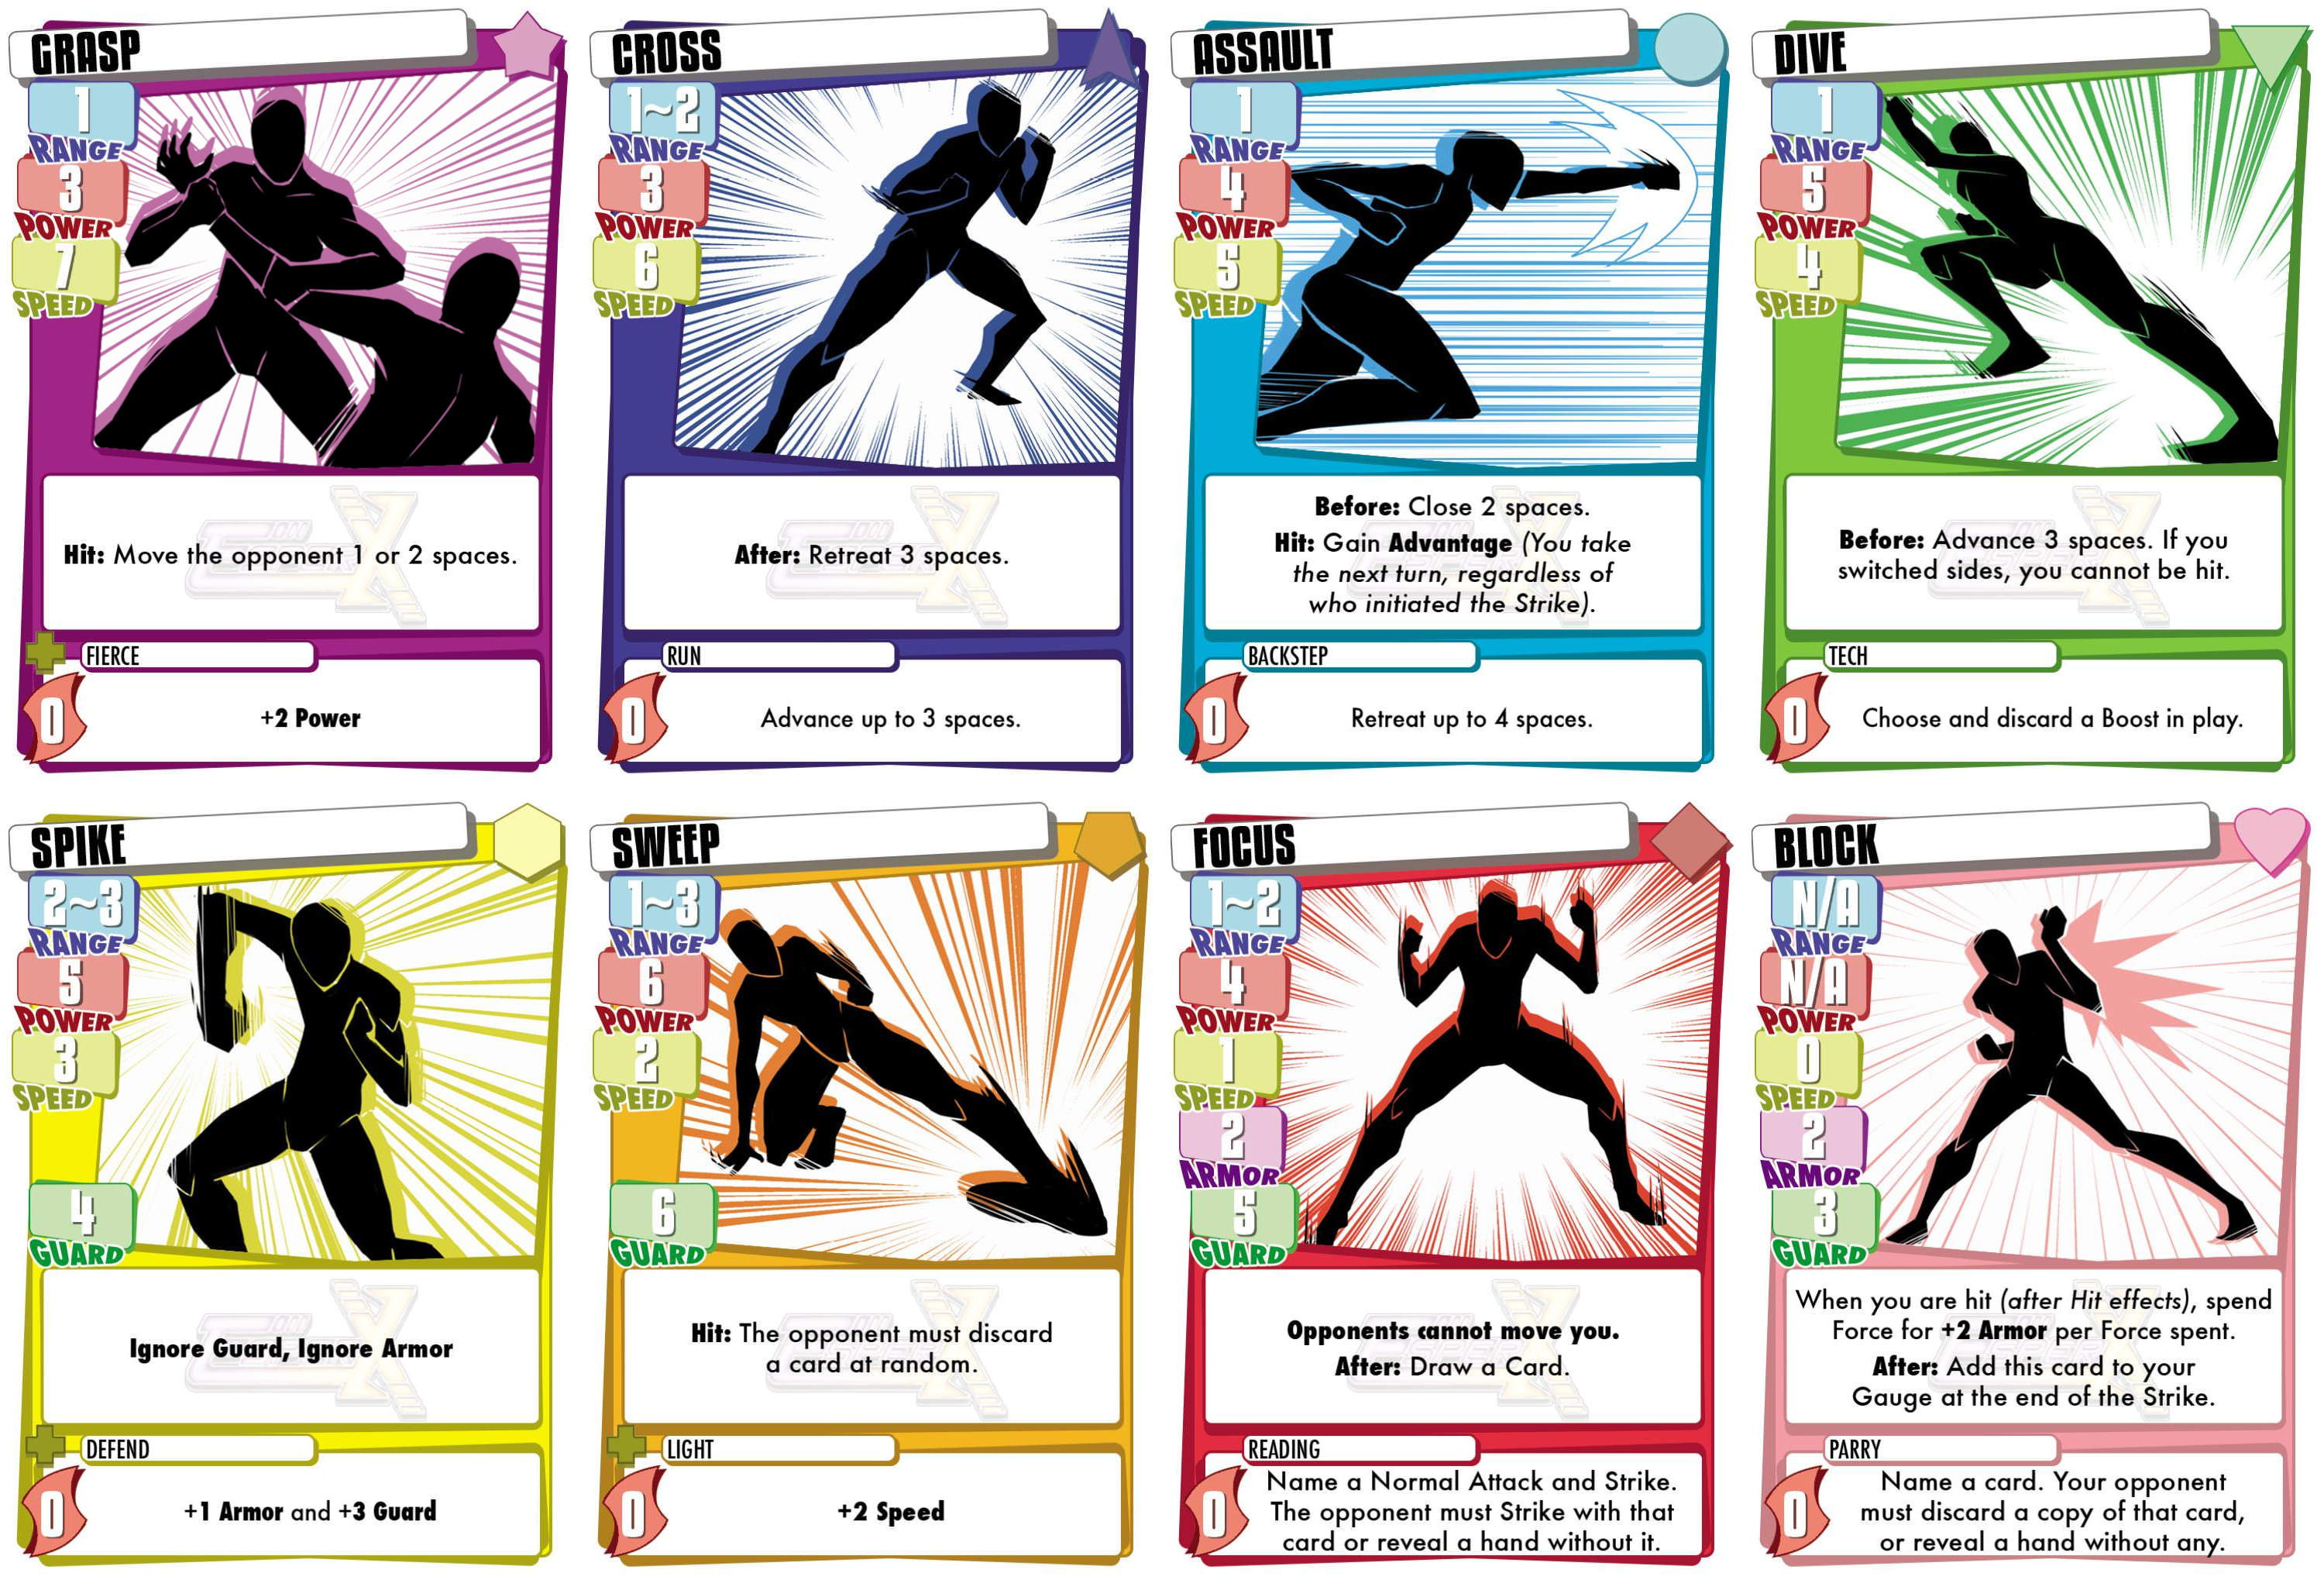 GRASP
1
RANGE
3
POWER
7
SPEED
Hit: Move the opponent 1 or 2 spaces.
FIERCE
0
+2 Power
CROSS
1~2
RANGE
3
POWER
6
SPEED
After: Retreat 3 spaces.
RUN
0
Advance up to 3 spaces.
ASSAULT
1
RANGE
4
POWER
5
SPEED
Before: Close 2 spaces.
Hit: Gain Advantage (You take
the next turn, regardless of
who initiated the Strike).
BACKSTEP
0
Retreat up to 4 spaces.
DIVE
1
RANGE
5
POWER
4
SPEED
Before: Advance 3 spaces. If you
switched sides, you cannot be hit.
TECH
0
Choose and discard a Boost in play.
SPIKE
2~3
RANGE
5
POWER
3
SPEED
4
GUARD
Ignore Guard, Ignore Armor
DEFEND
0
+1 Armor and +3 Guard
SWEEP
1~3
RANGE
6
POWER
2
SPEED
6
GUARD
Hit: The opponent must discard
a card at random.
LIGHT
0
+2 Speed
FOCUS
1~2
RANGE
4
POWER
1
SPEED
2
ARMOR
5
GUARD
Opponents cannot move you.
After: Draw a Card.
READING
0
Name a Normal Attack and Strike.
The opponent must Strike with that
card or reveal a hand without it.
BLOCK
N/A
RANGE
N/A
POWER
0
SPEED
2
ARMOR
3
GUARD
When you are hit (after Hit effects), spend
Force for +2 Armor per Force spent.
After: Add this card to your
Gauge at the end of the Strike.
PARRY
0
Name a card. Your opponent
must discard a copy of that card,
or reveal a hand without any.